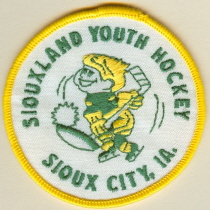 SIOUXLAND YOUTH HOCKEY
SIOUX CITY, IA.